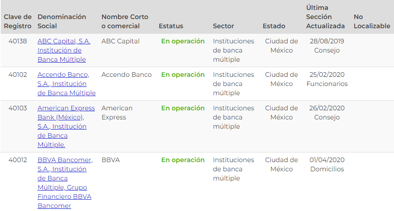 Clave de Registro Denominación Social Nombre Corto o comercial Estatus Sector Estado Última Sección Actualizada No Localizable
40138 ABC Capital, S.A. Institución de Banca Múltiple ABC Capital En operación Instituciones de banca múltiple Ciudad de México 28/08/2019 Consejo
40102 Accendo Banco, S.A., Institución de Banca Múltiple Accendo Banco En operación Instituciones de banca múltiple Ciudad de México 25/02/2020 Funcionarios
40103 American Express Bank (México), S.A., Institución de Banca Múltiple. American Express En operación Instituciones de banca múltiple Ciudad de México 26/02/2020 Consejo
40012 BBVA Bancomer, S.A., Institución de Banca Múltiple, Grupo Financiero BBVA Bancomer BBVA En operación Instituciones de banca múltiple Ciudad de México 01/04/2020 Domicilios